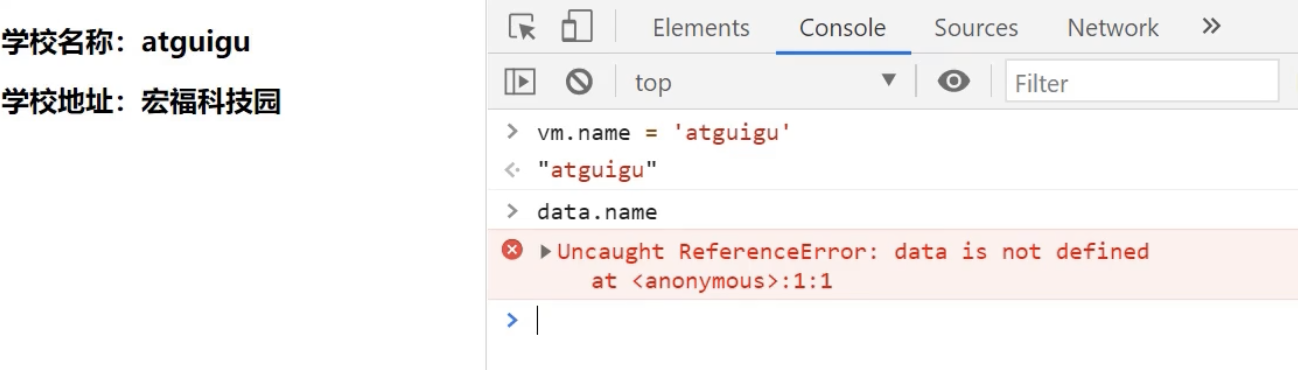 学校名称：atguigu
学校地址：宏福科技园
Elements Console Sources Network »
top Filter
> vm.name = 'atguigu'
"atguigu"
> data.name
Uncaught ReferenceError: data is not defined
at <anonymous>:1:1
>